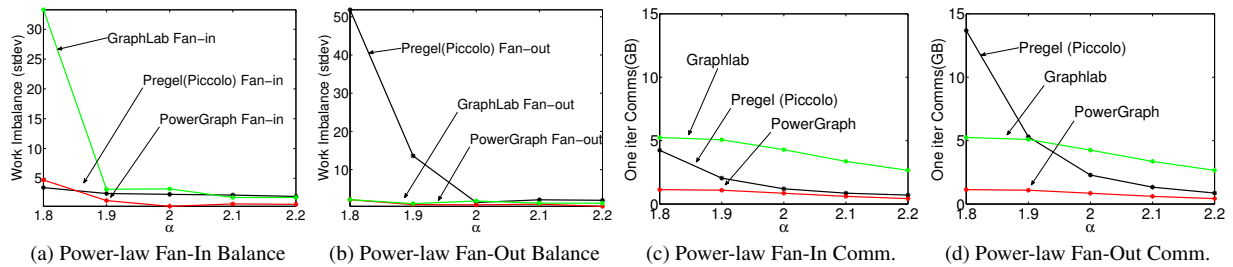 Work Imbalance (stdev)
30
25
20
15
10
5
1.8 1.9 2 2.1 2.2
α
GraphLab Fan−in
Pregel(Piccolo) Fan−in
PowerGraph Fan−in
(a) Power-law Fan-In Balance
Work Imbalance (stdev)
50
40
30
20
10
1.8 1.9 2 2.1 2.2
α
Pregel(Piccolo) Fan−out
GraphLab Fan−out
PowerGraph Fan−out
(b) Power-law Fan-Out Balance
One iter Comms(GB)
15
10
5
0
1.8 1.9 2 2.1 2.2
α
Graphlab
Pregel (Piccolo)
PowerGraph
(c) Power-law Fan-In Comm.
One iter Comms(GB)
15
10
5
0
1.8 1.9 2 2.1 2.2
α
Pregel (Piccolo)
Graphlab
PowerGraph
(d) Power-law Fan-Out Comm.